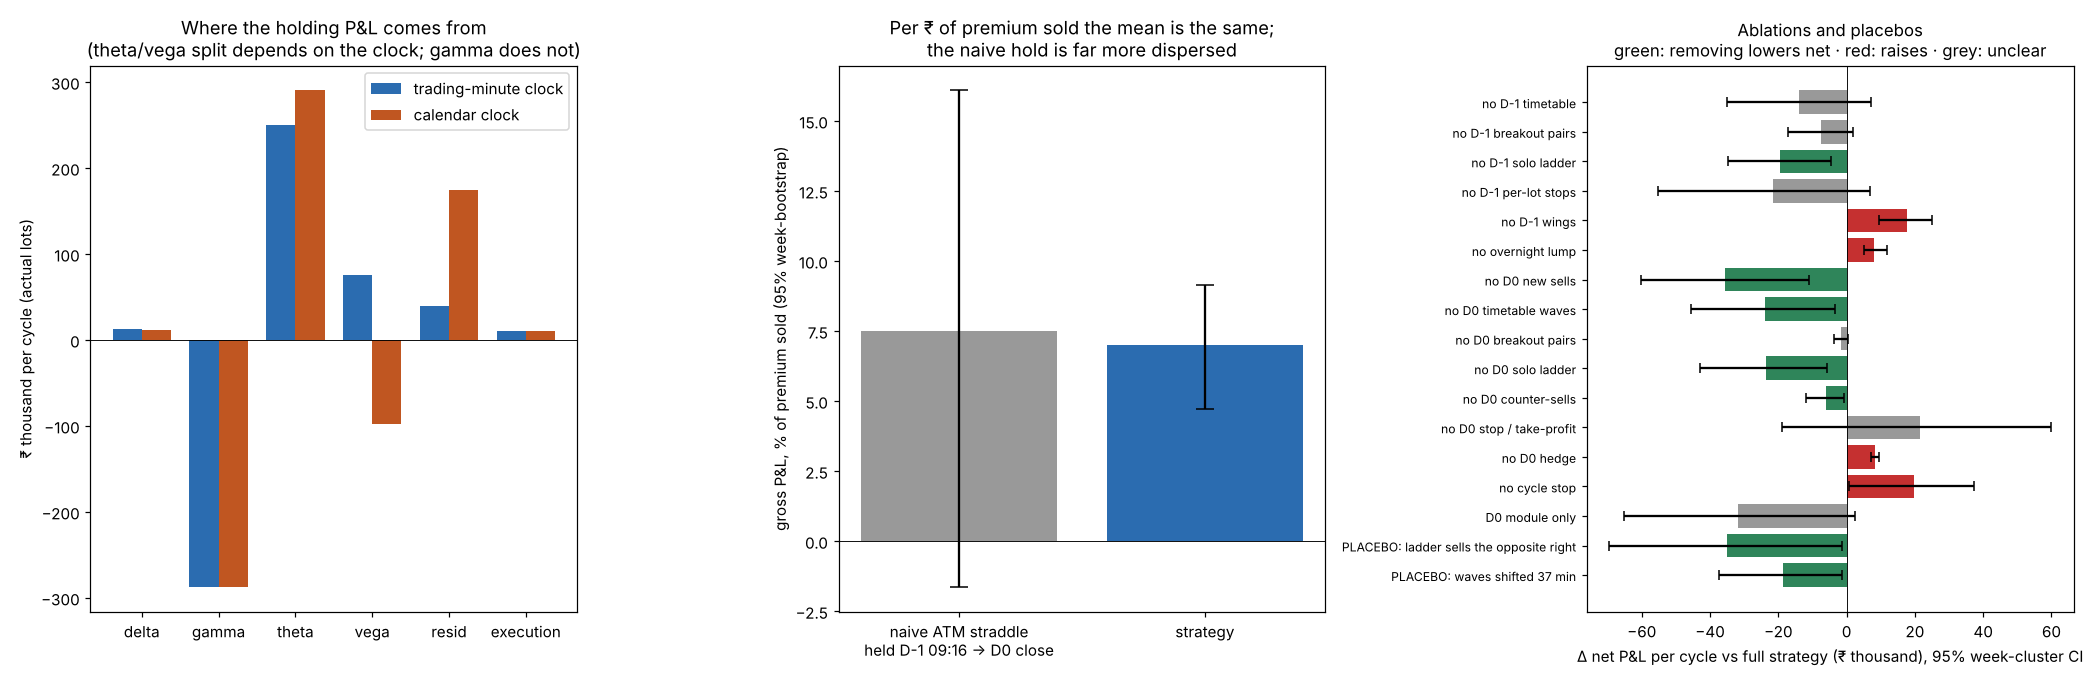 Where the holding P&L comes from
(theta/vega split depends on the clock; gamma does not)
₹ thousand per cycle (actual lots)
300
200
100
0
−100
−200
−300
trading-minute clock
calendar clock
delta
gamma
theta
vega
resid
execution
Per ₹ of premium sold the mean is the same;
the naive hold is far more dispersed
gross P&L, % of premium sold (95% week-bootstrap)
15.0
12.5
10.0
7.5
5.0
2.5
0.0
−2.5
naive ATM straddle
held D-1 09:16 → D0 close
strategy
Ablations and placebos
green: removing lowers net · red: raises · grey: unclear
no D-1 timetable
no D-1 breakout pairs
no D-1 solo ladder
no D-1 per-lot stops
no D-1 wings
no overnight lump
no D0 new sells
no D0 timetable waves
no D0 breakout pairs
no D0 solo ladder
no D0 counter-sells
no D0 stop / take-profit
no D0 hedge
no cycle stop
D0 module only
PLACEBO: ladder sells the opposite right
PLACEBO: waves shifted 37 min
−60
−40
−20
0
20
40
60
Δ net P&L per cycle vs full strategy (₹ thousand), 95% week-cluster CI